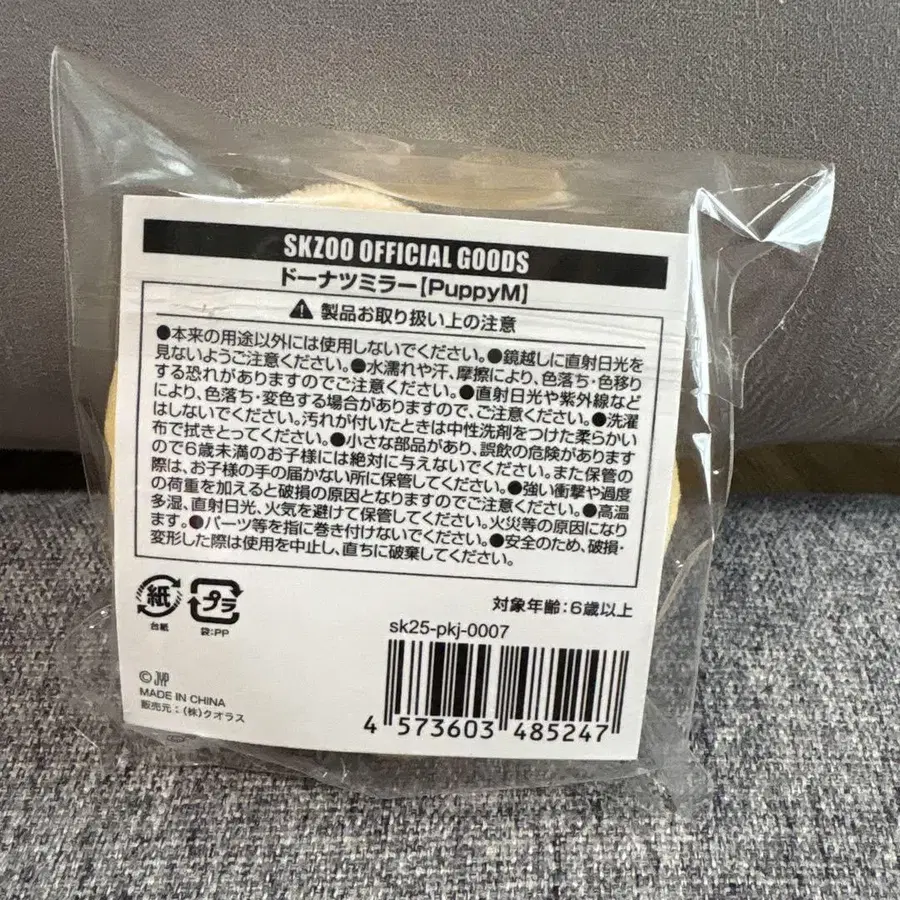 SKZOO OFFICIAL GOODS
ドーナツミラー【PuppyM】
製品お取り扱い上の注意
●本来の用途以外には使用しないでください。●鏡越しに直射日光を
見ないようご注意ください。●水濡れや汗、摩擦により、色落ち・色移り
する恐れがありますのでご注意ください。●直射日光や紫外線など
により、色落ち・変色する場合がありますので、ご注意ください。●洗濯
はしないでください。汚れが付いたときは中性洗剤をつけた柔らかい
布で拭きとってください。●小さな部品があり、誤飲の危険があります
ので6歳未満のお子様には絶対に与えないでください。また保管の
際は、お子様の手の届かない所に保管してください。●強い衝撃や過度
の荷重を加えると破損の原因となりますのでご注意ください。●高温
多湿、直射日光、火気を避けて保管してください。火災等の原因になり
ます。●パーツ等を指に巻き付けないでください。●安全のため、破損・
変形した際は使用を中止し、直ちに破棄してください。
対象年齢:6歳以上
紙
台紙
プラ
袋:PP
sk25-pkj-0007
© JYP
MADE IN CHINA
販売元:(株)クオラス
4 573603 485247